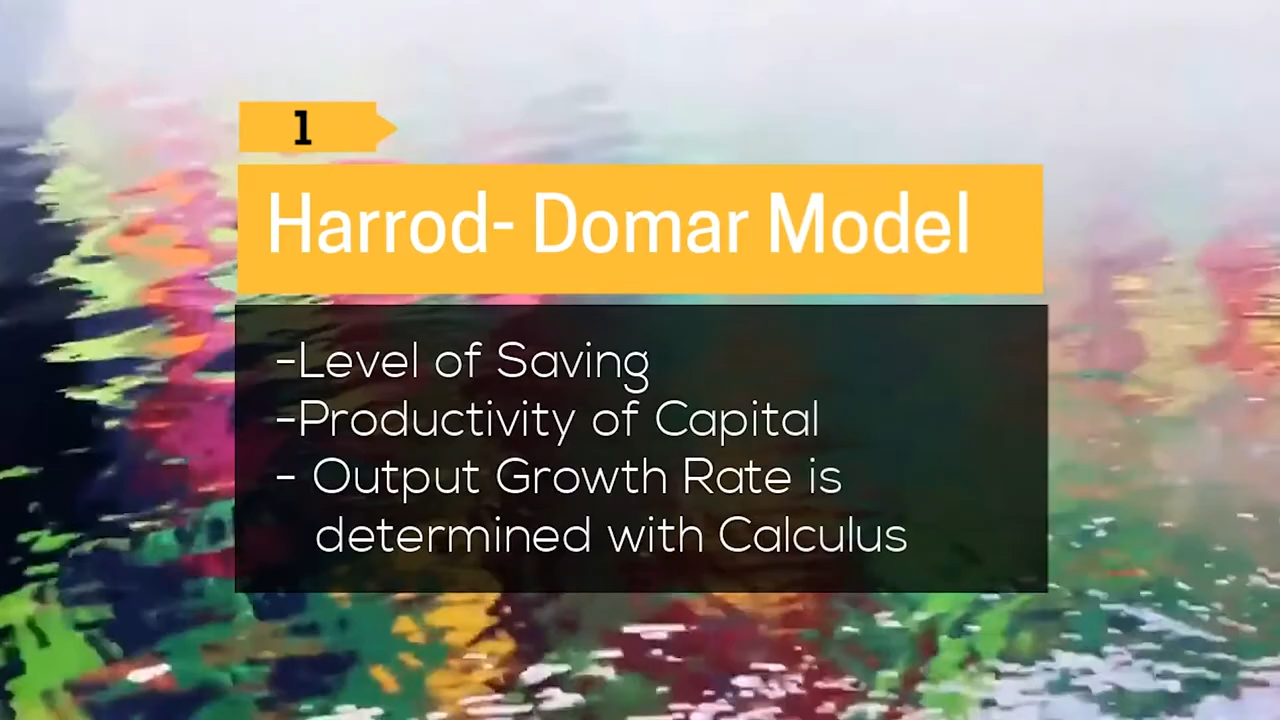 1
Harrod- Domar Model
-Level of Saving
-Productivity of Capital
- Output Growth Rate is
determined with Calculus